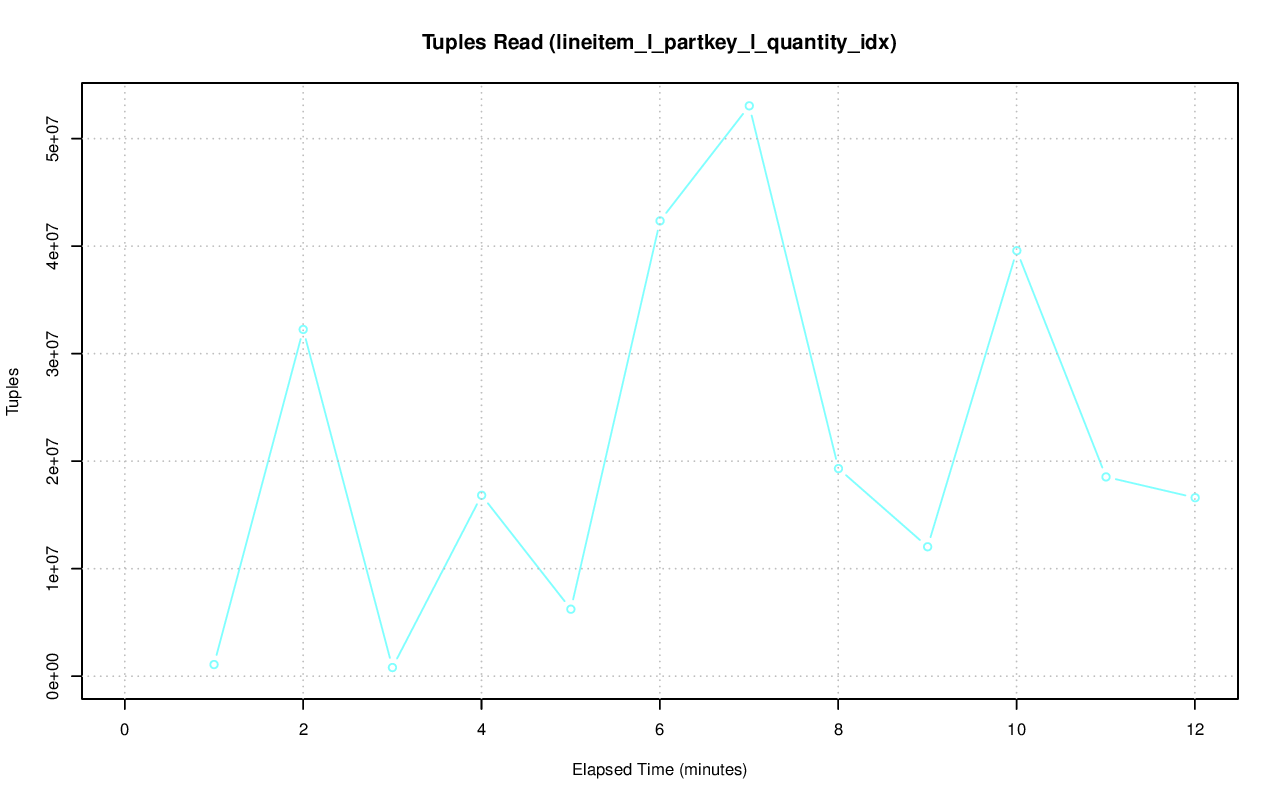 Tuples Read (lineitem_l_partkey_l_quantity_idx)
Tuples
5e+07
4e+07
3e+07
2e+07
1e+07
0e+00
0 2 4 6 8 10 12
Elapsed Time (minutes)